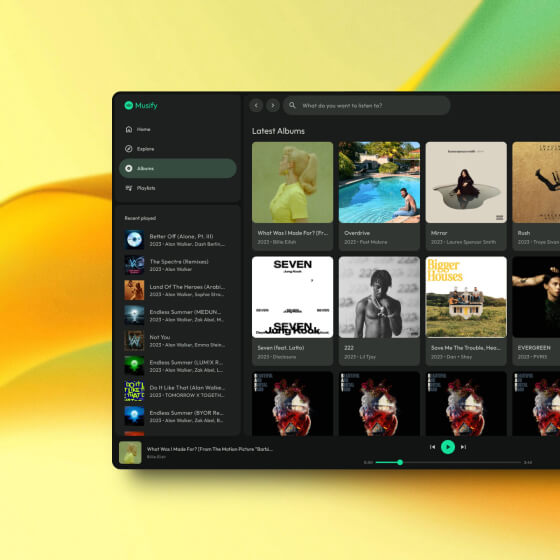 Musify
Home
Explore
Albums
Playlists
Recent played
Better Off (Alone, Pt. III)
2023 • Alan Walker, Dash Berlin,...
The Spectre (Remixes)
2023 • Alan Walker
Land Of The Heroes (Arabi...
2023 • Alan Walker, Sophie Stra...
Endless Summer (MEDUN...
2023 • Alan Walker, Zak Abel, M...
Not You
2023 • Alan Walker, Emma Stein...
Endless Summer (LUM!X R...
2023 • Alan Walker, Zak Abel, L...
Do It Like That (Alan Walke...
2023 • TOMORROW X TOGETH...
Endless Summer (BYOR Re...
2023 • Alan Walker, Zak Abel, B...
What do you want to listen to?
Latest Albums
What Was I Made For? [Fr...
2023 • Billie Eilish
Overdrive
2023 • Post Malone
Mirror
2023 • Lauren Spencer Smith
Rush
2023 • Troye Sivan
SEVEN
Jung Kook
SEVEN
Jung Kook
Seven (feat. Latto)
2023 • Disclosure
222
2023 • Lil Tjay
Bigger
Houses
Save Me The Trouble, Hea...
2023 • Dan + Shay
EVERGREEN
2023 • PVRIS
What Was I Made For? [From The Motion Picture "Barbi...
Billie Eilish